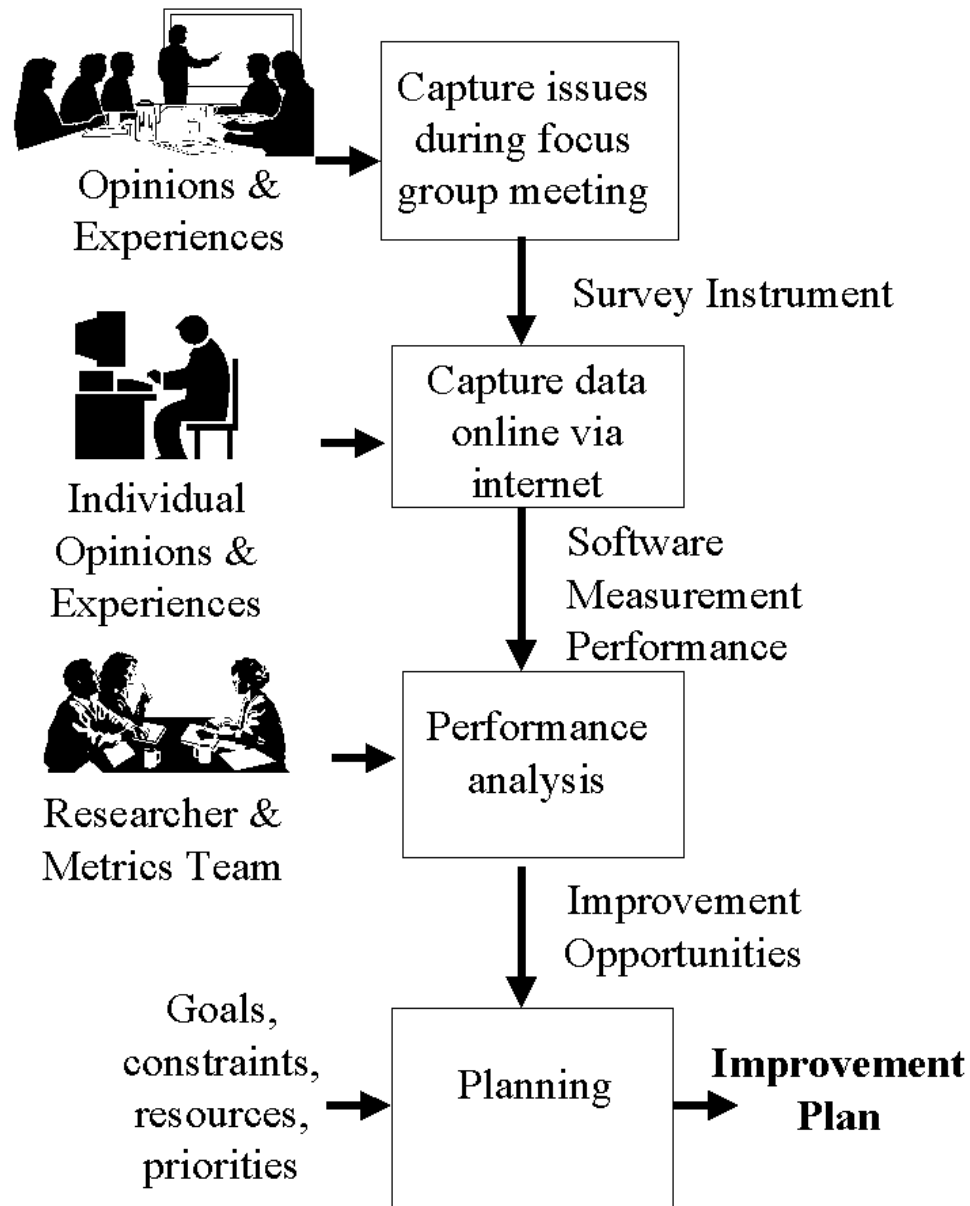 Capture issues
during focus
group meeting
Opinions &
Experiences
Survey Instrument
Capture data
online via
internet
Individual
Opinions &
Experiences
Software
Measurement
Performance
Performance
analysis
Researcher &
Metrics Team
Improvement
Opportunities
Goals,
constraints,
resources,
priorities
Planning
Improvement
Plan